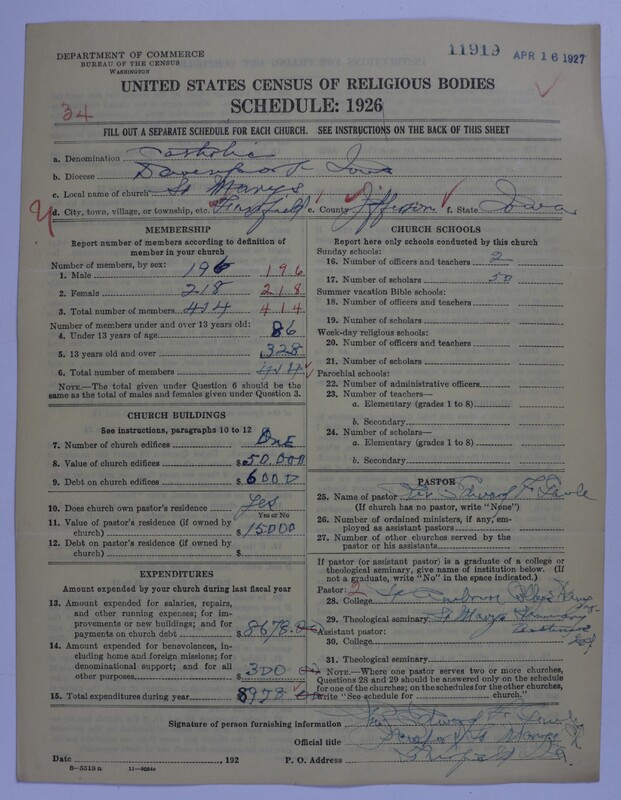 DEPARTMENT OF COMMERCE
BUREAU OF THE CENSUS
WASHINGTON
11919
APR 16 1927
UNITED STATES CENSUS OF RELIGIOUS BODIES
SCHEDULE: 1926
34
FILL OUT A SEPARATE SCHEDULE FOR EACH CHURCH. SEE INSTRUCTIONS ON THE BACK OF THIS SHEET
a. Denomination Catholic
b. Diocese Davenport Iowa
c. Local name of church St Marys
d. City, town, village, or township, etc. Fairfield e. County Jefferson f. State Iowa
MEMBERSHIP
Report number of members according to definition of
member in your church
Number of members, by sex:
1. Male 196 196
2. Female 218 218
3. Total number of members 414 414
Number of members under and over 13 years old:
4. Under 13 years of age 86
5. 13 years old and over 328
6. Total number of members 414
NOTE.—The total given under Question 6 should be
same as the total of males and females given under Question 3.
CHURCH BUILDINGS
See instructions, paragraphs 10 to 12
7. Number of church edifices One
8. Value of church edifices $50,000
9. Debt on church edifices $6000
10. Does church own pastor's residence? Yes
Yes or No
11. Value of pastor's residence (if owned by
church) $15000
12. Debt on pastor's residence (if owned by
church) $
EXPENDITURES
Amount expended by your church during last fiscal year
13. Amount expended for salaries, repairs,
and other running expenses; for im-
provements or new buildings; and for
payments on church debt $8678.00
14. Amount expended for benevolences, in-
cluding home and foreign missions; for
denominational support; and for all
other purposes $300 00
15. Total expenditures during year 8978 00
CHURCH SCHOOLS
Report here only schools conducted by this church
Sunday schools:
16. Number of officers and teachers 2
17. Number of scholars 50
Summer vacation Bible schools:
18. Number of officers and teachers
19. Number of scholars
Week-day religious schools:
20. Number of officers and teachers
21. Number of scholars
Parochial schools:
22. Number of administrative officers
23. Number of teachers—
a. Elementary (grades 1 to 8)
b. Secondary
24. Number of scholars—
a. Elementary (grades 1 to 8)
b. Secondary
PASTOR
25. Name of pastor Rev Edward F
(If church has no pastor, write "None")
26. Number of ordained ministers, if any, em-
ployed as assistant pastors
27. Number of other churches served by the
pastor or his assistants
If pastor (or assistant pastor) is a graduate of a college or
theological seminary, give name of institution below. (If
not a graduate, write "No" in the space indicated.)
Pastor: 2
28. College St Ambrose
29. Theological seminary St Marys Seminary
Assistant pastor:
30. College
31. Theological seminary
NOTE.—Where one pastor serves two or more churches,
Questions 28 and 29 should be answered only on the schedule
for one of the churches; on the schedules for the other churches,
write "See schedule for church."
Signature of person furnishing information Rev Edward F
Official title Pastor St Marys
Date , 192 P. O. Address Fairfield Ia.
8—5519 a